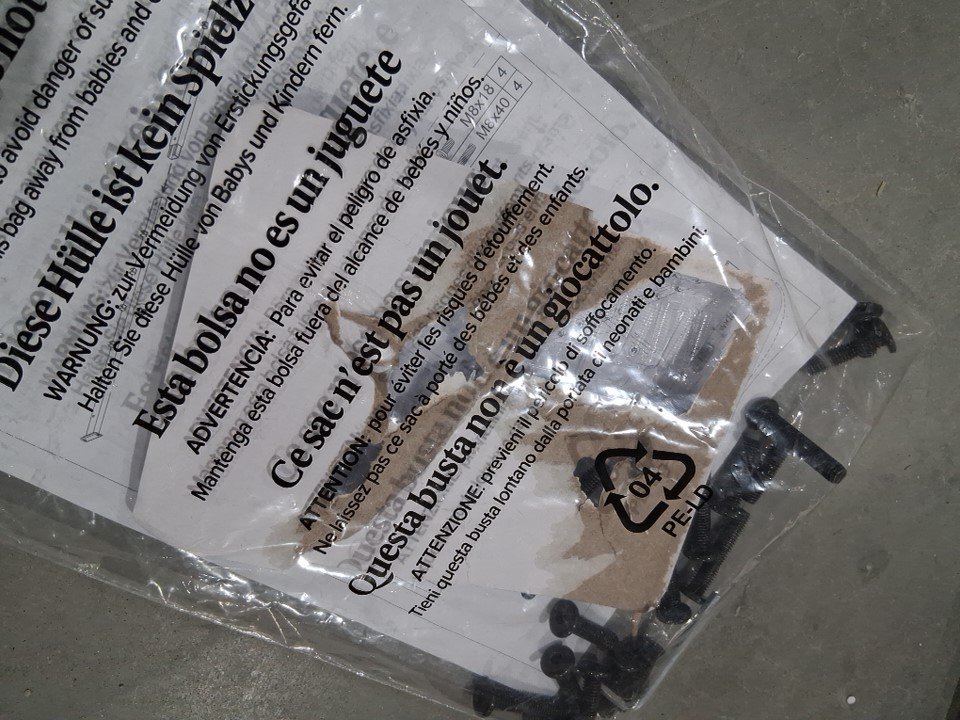 to avoid danger of
bag away from babies and
Diese Hülle ist kein
WARNUNG: zur Vermeidung von
Halten Sie diese Hülle von Babys und Kindern fern.
Esta bolsa no es un juguete
ADVERTENCIA: Para evitar el peligro de asfixia.
Mantenga esta bolsa fuera del alcance de bebés y niños.
Ce sac n'est pas un jouet.
ATTENTION: pour éviter les risques d'étouffement.
Ne laissez pas ce sac à porté des bébés et des enfants.
Questa busta non è un giocattolo.
ATTENZIONE: previeni il pericolo di soffocamento.
Tieni questa busta lontano dalla portata di neonati e bambini.
M8x18 4
M8x40 4
04
PE-LD